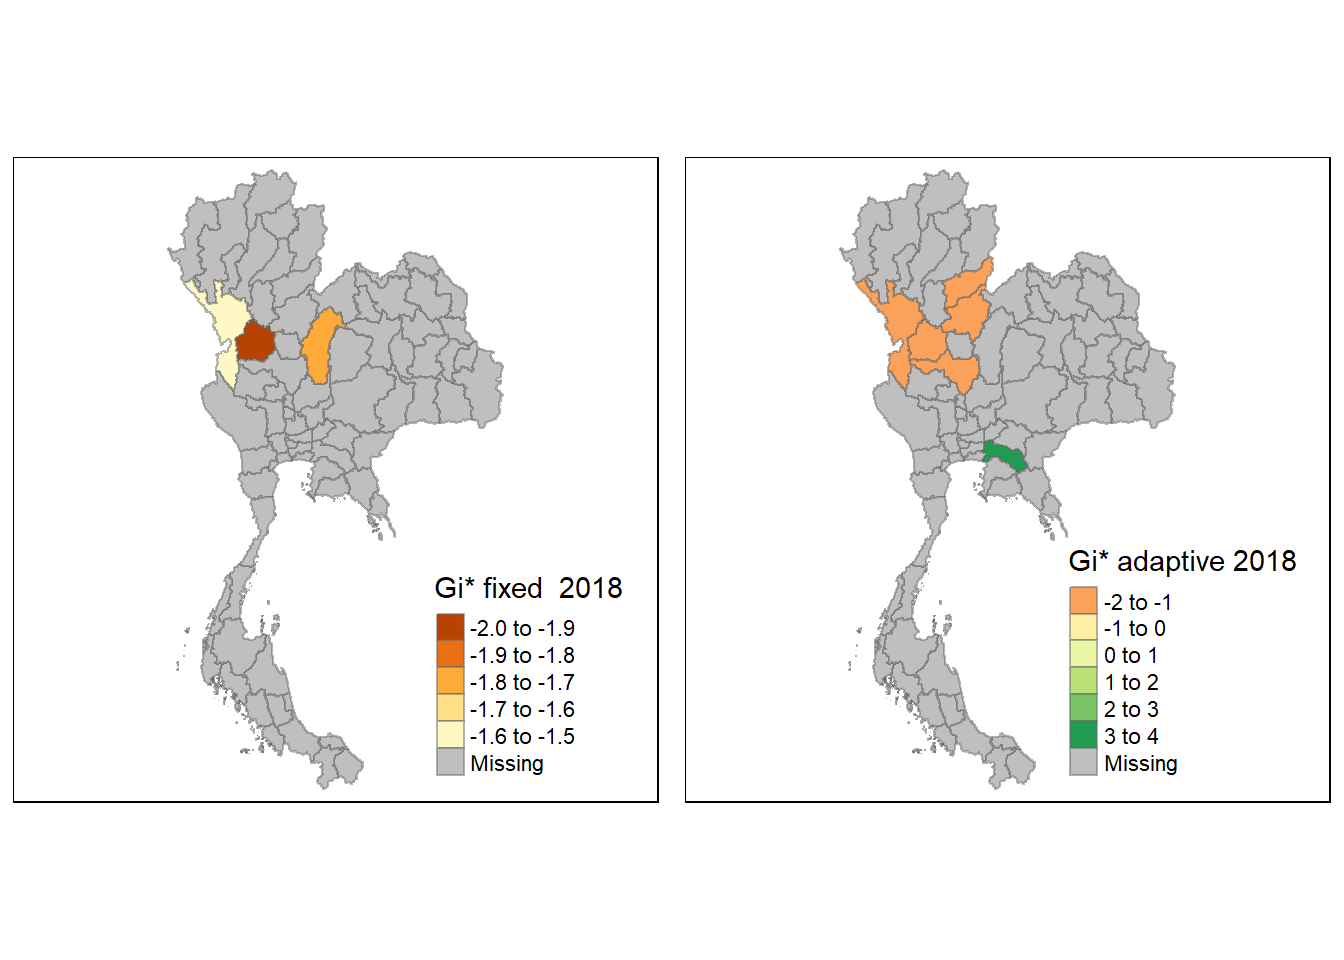 Gi* fixed  2018
-2.0 to -1.9
-1.9 to -1.8
-1.8 to -1.7
-1.7 to -1.6
-1.6 to -1.5
Missing
Gi* adaptive 2018
-2 to -1
-1 to 0
0 to 1
1 to 2
2 to 3
3 to 4
Missing